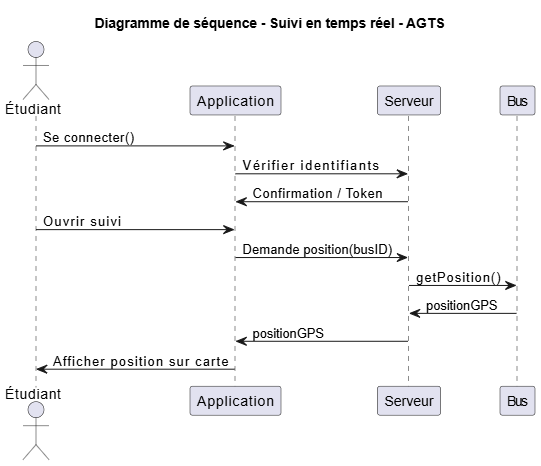 Diagramme de séquence - Suivi en temps réel - AGTS
Étudiant
Application
Serveur
Bus
Se connecter()
Vérifier identifiants
Confirmation / Token
Ouvrir suivi
Demande position(busID)
getPosition()
positionGPS
positionGPS
Afficher position sur carte
Étudiant
Application
Serveur
Bus